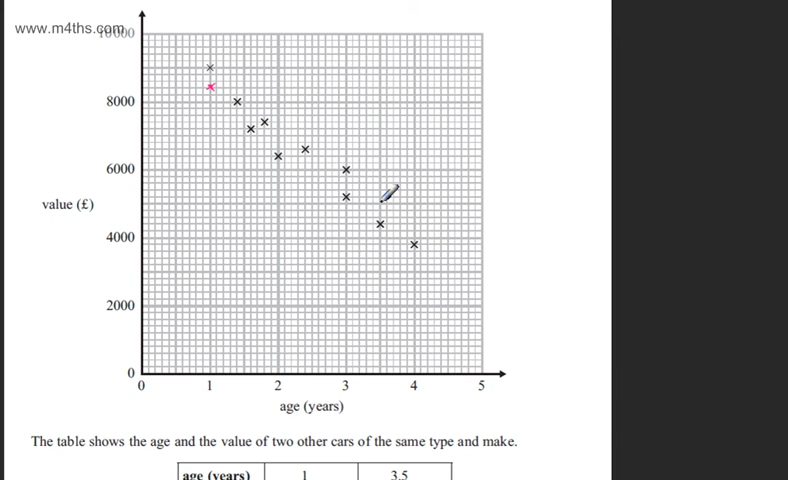 www.m4ths.com
10000
8000
6000
value (£)
4000
2000
0
0 1 2 3 4 5
age (years)
The table shows the age and the value of two other cars of the same type and make.
age (years) 1 3.5